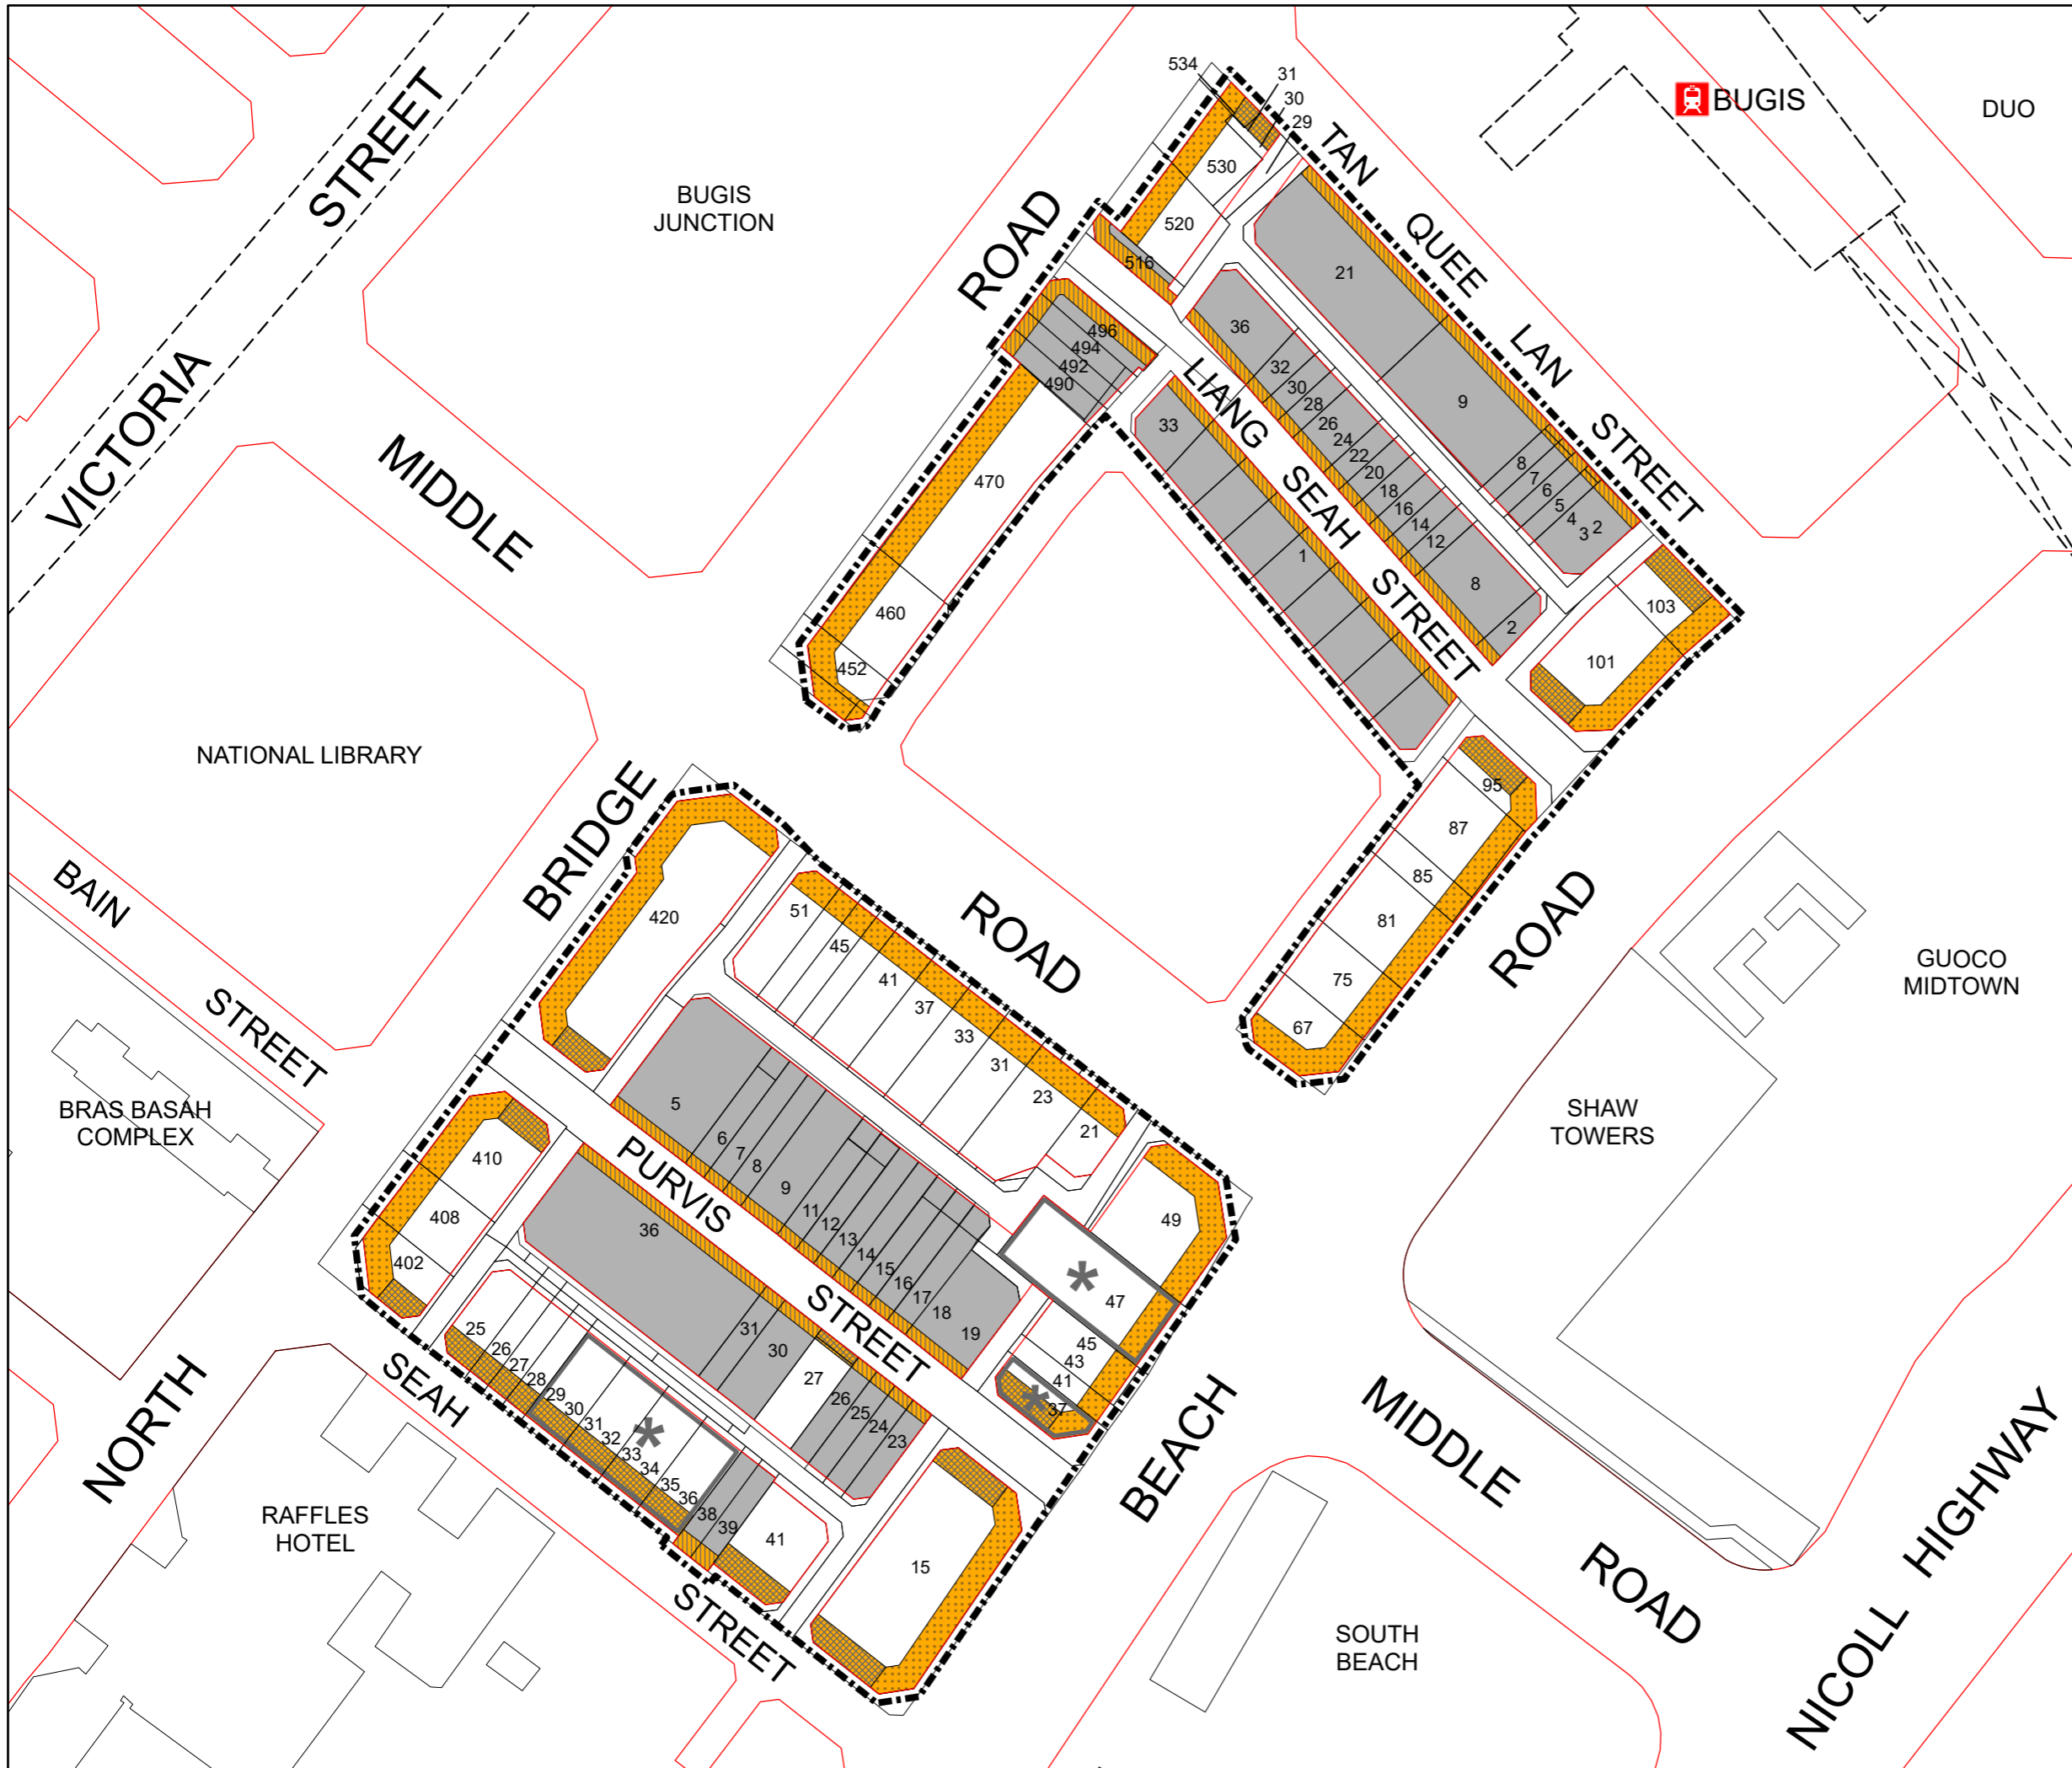 534
31
30
29
TAN
QUEE
LAN
STREET
BUGIS
DUO
VICTORIA
STREET
BUGIS
JUNCTION
ROAD
530
520
516
21
9
8
7
6
5
4
3
2
36
32
30
28
26
24
22
20
18
16
14
12
8
2
496
494
492
490
33
1
LIANG
SEAH
STREET
MIDDLE
470
460
452
103
101
95
87
85
81
75
67
NATIONAL LIBRARY
BRIDGE
ROAD
ROAD
GUOCO
MIDTOWN
BAIN
STREET
420
51
45
41
37
33
31
23
21
BRAS BASAH
COMPLEX
SHAW
TOWERS
5
6
7
8
9
11
12
13
14
15
16
17
18
19
PURVIS
STREET
410
408
402
36
31
30
27
26
25
24
23
49
*
47
45
43
41
*
37
25
26
27
28
29
30
31
32
33
34
35
36
*
38
39
41
15
SEAH
STREET
NORTH
BEACH
MIDDLE
ROAD
RAFFLES
HOTEL
SOUTH
BEACH
NICOLL
HIGHWAY